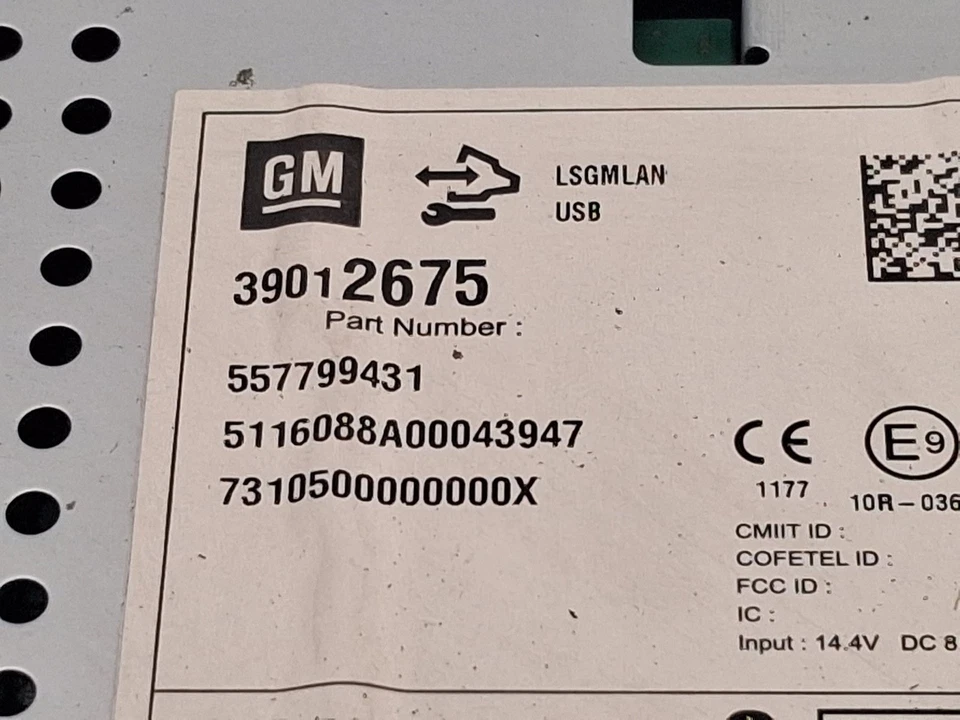 GM
LSGMLAN
USB
39012675
Part Number :
557799431
5116088A00043947
7310500000000X
CE
1177
E9
10R-036
CMIIT ID :
COFETEL ID :
FCC ID :
IC :
Input : 14.4V DC 8